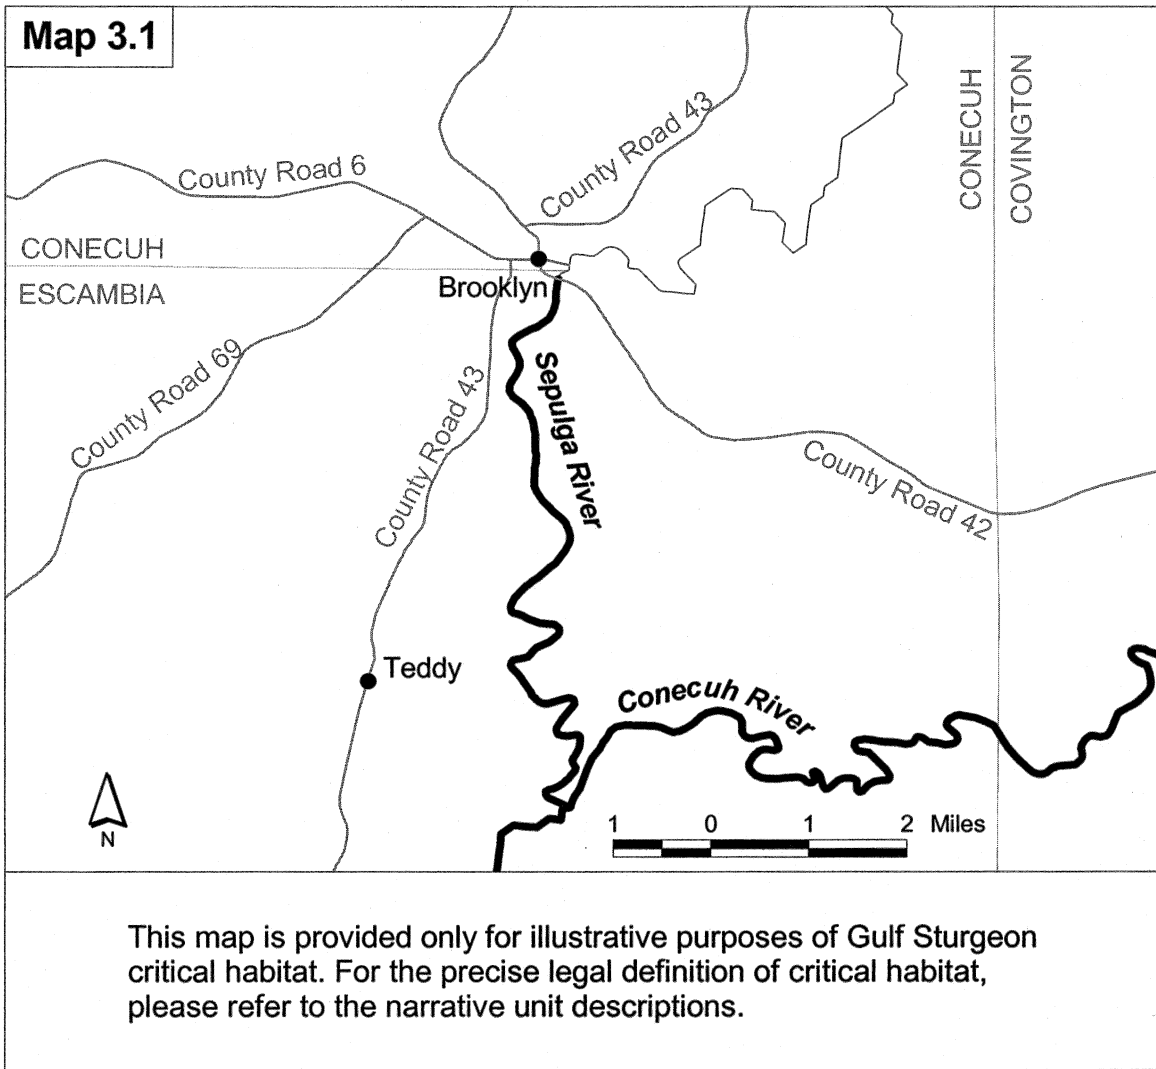 Map 3.1
CONECUH
COVINGTON
County Road 43
County Road 6
CONECUH
ESCAMBIA
Brooklyn
County Road 69
County Road 43
Sepulga River
County Road 42
Teddy
Conecuh River
N
1 0 1 2 Miles
This map is provided only for illustrative purposes of Gulf Sturgeon
critical habitat. For the precise legal definition of critical habitat,
please refer to the narrative unit descriptions.